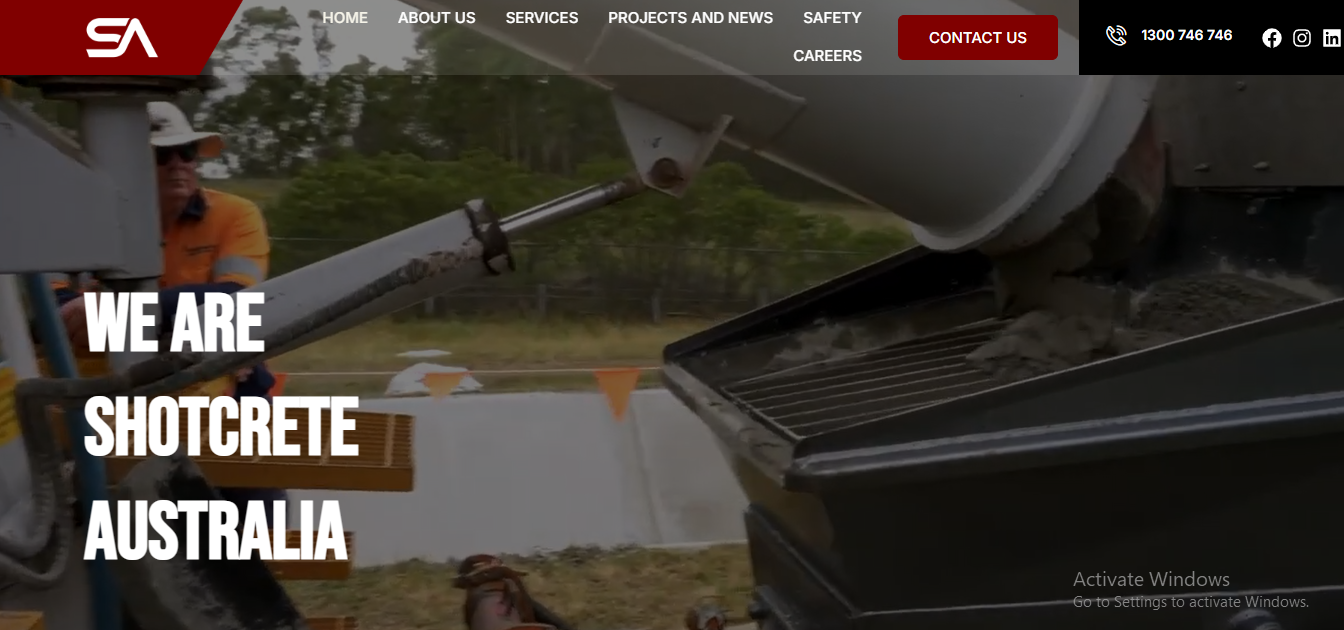 SA
HOME ABOUT US SERVICES PROJECTS AND NEWS SAFETY
CAREERS
CONTACT US
1300 746 746
WE ARE
SHOTCRETE
AUSTRALIA
Activate Windows
Go to Settings to activate Windows.